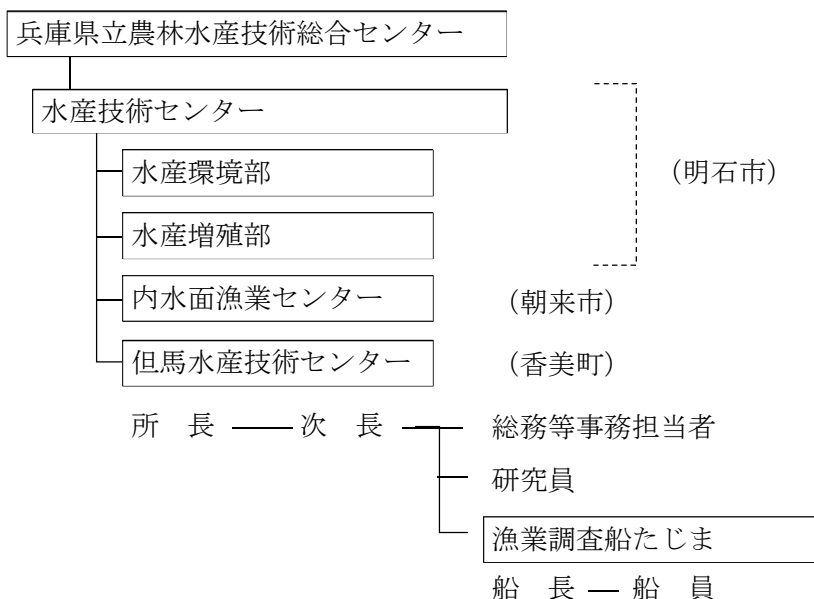 兵庫県立農林水産技術総合センター
水産技術センター
水産環境部
(明石市)
水産増殖部
内水面漁業センター (朝来市)
但馬水産技術センター (香美町)
所 長 次 長 総務等事務担当者
研究員
漁業調査船たじま
船 長 船 員